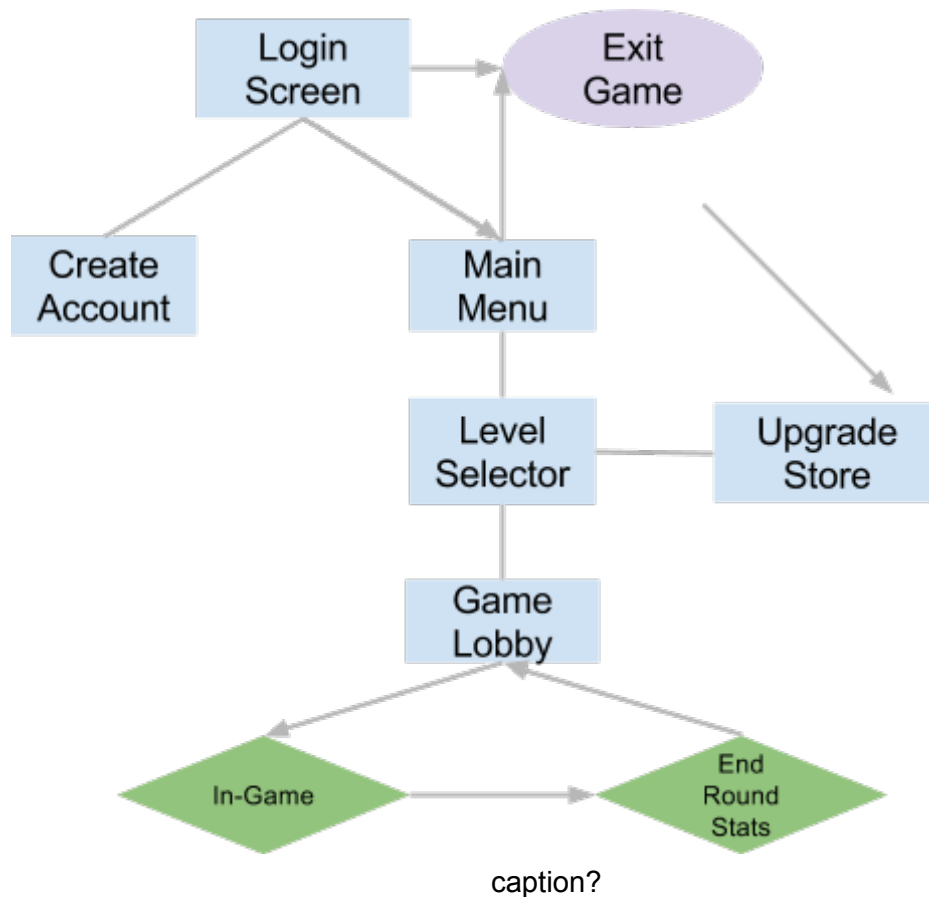 Login
Screen
Exit
Game
Create
Account
Main
Menu
Level
Selector
Upgrade
Store
Game
Lobby
In-Game
End
Round
Stats
caption?